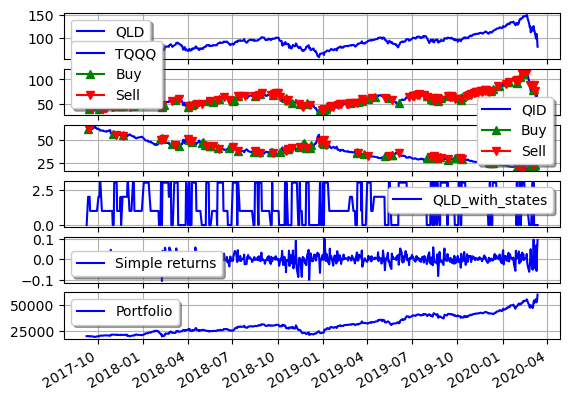 150
100
QLD
TQQQ
Buy
Sell
100
50
QID
Buy
Sell
50
25
2.5
0.0
QLD_with_states
0.1
0.0
-0.1
Simple returns
50000
25000
Portfolio
2017-10
2018-01
2018-04
2018-07
2018-10
2019-01
2019-04
2019-07
2019-10
2020-01
2020-04